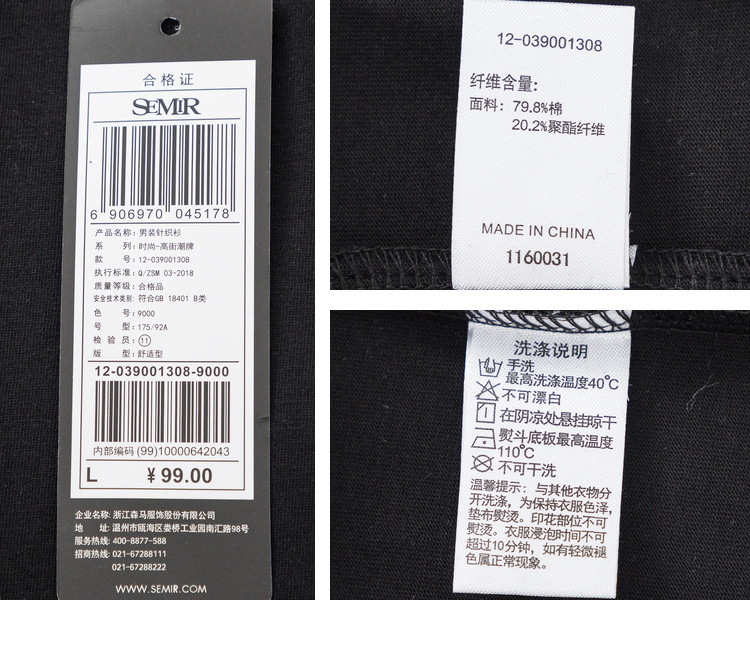 合格证
SEMIR
6 906970 045178
产品名称: 男装针织衫
系 列: 时尚-高街潮牌
款 号: 12-039001308
执行标准: Q/ZSM 03-2018
质量等级: 合格品
安全技术类别: 符合GB 18401 B类
色 号: 9000
号 型: 175/92A
检 验 员: ⑪
版 型: 舒适型
12-039001308-9000
内部编码 (99)10000642043
L ¥ 99.00
企业名称: 浙江森马服饰股份有限公司
地 址: 温州市瓯海区娄桥工业园南汇路98号
服务热线: 400-8877-588
招商热线: 021-67288111
021-67288222
WWW.SEMIR.COM
12-039001308
纤维含量:
面料: 79.8%棉
20.2%聚酯纤维
MADE IN CHINA
1160031
洗涤说明
手洗
最高洗涤温度40℃
不可漂白
在阴凉处悬挂晾干
熨斗底板最高温度
110℃
不可干洗
温馨提示: 与其他衣物分
开洗涤, 为保持衣服色泽,
垫布熨烫。印花部位不可
熨烫。衣服浸泡时间不可
超过10分钟, 如有轻微褪
色属正常现象。